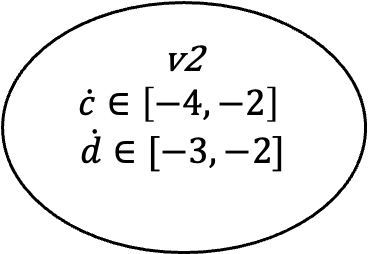 v2
ċ ∈ [−4, −2]
ḋ ∈ [−3, −2]